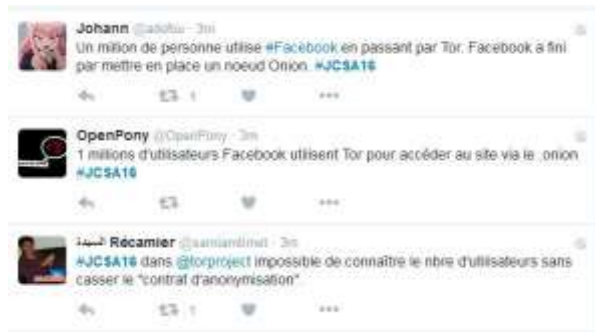 Johann 3m
Un million de personne utilise #Facebook en passant par Tor. Facebook a fini
par mettre en place un noeud Onion. #JCSA16
1
OpenPony @OpenPony · 3m
1 millions d'utilisateurs Facebook utilisent Tor pour accéder au site via le .onion
#JCSA16
Récamier 3m
#JCSA16 dans @torproject impossible de connaître le nbre d'utilisateurs sans
casser le "contrat d'anonymisation"
1